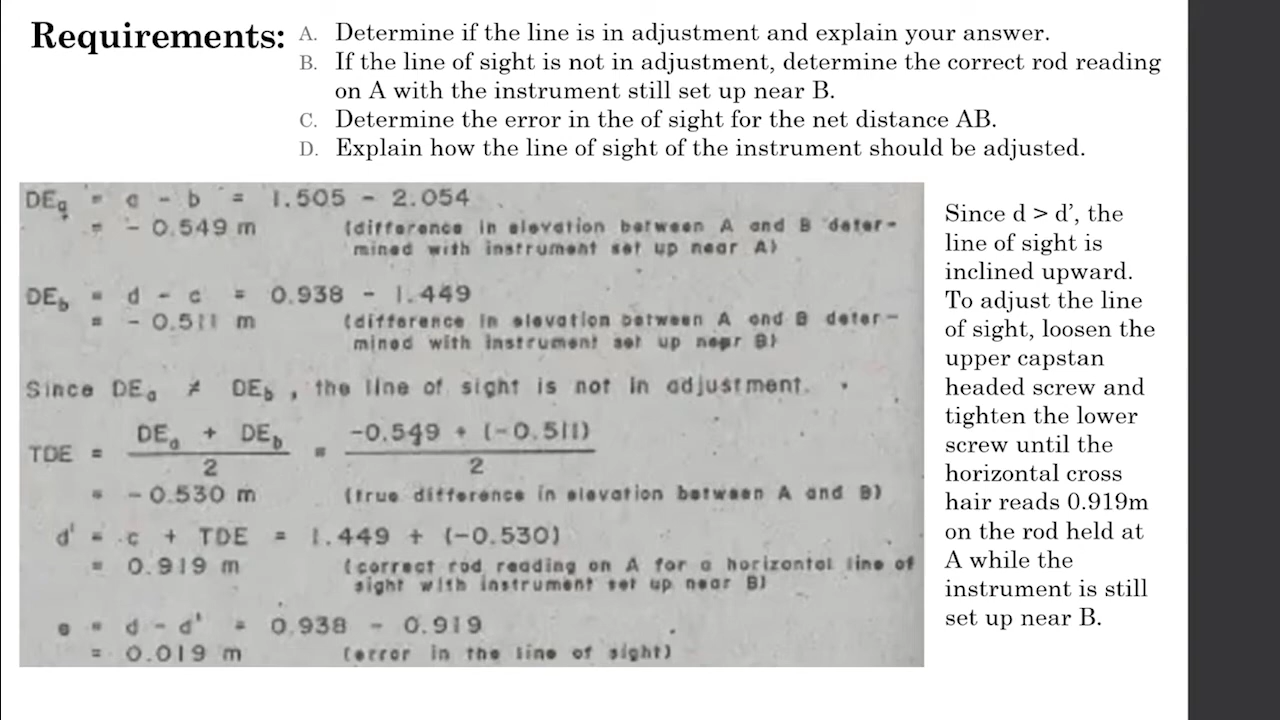 Requirements:
A. Determine if the line is in adjustment and explain your answer.
B. If the line of sight is not in adjustment, determine the correct rod reading
on A with the instrument still set up near B.
C. Determine the error in the of sight for the net distance AB.
D. Explain how the line of sight of the instrument should be adjusted.
DEₐ = a - b = 1.505 - 2.054
= - 0.549 m (difference in elevation between A and B deter-
mined with instrument set up near A)
DE_b = d - c = 0.938 - 1.449
= - 0.511 m (difference in elevation between A and B deter-
mined with instrument set up near B)
Since DEₐ ≠ DE_b , the line of sight is not in adjustment.
TDE = (DEₐ + DE_b)/2 = (-0.549 + (-0.511))/2
= - 0.530 m (true difference in elevation between A and B)
d' = c + TDE = 1.449 + (-0.530)
= 0.919 m (correct rod reading on A for a horizontal line of
sight with instrument set up near B)
e = d - d' = 0.938 - 0.919
= 0.019 m (error in the line of sight)
Since d > d’, the
line of sight is
inclined upward.
To adjust the line
of sight, loosen the
upper capstan
headed screw and
tighten the lower
screw until the
horizontal cross
hair reads 0.919m
on the rod held at
A while the
instrument is still
set up near B.